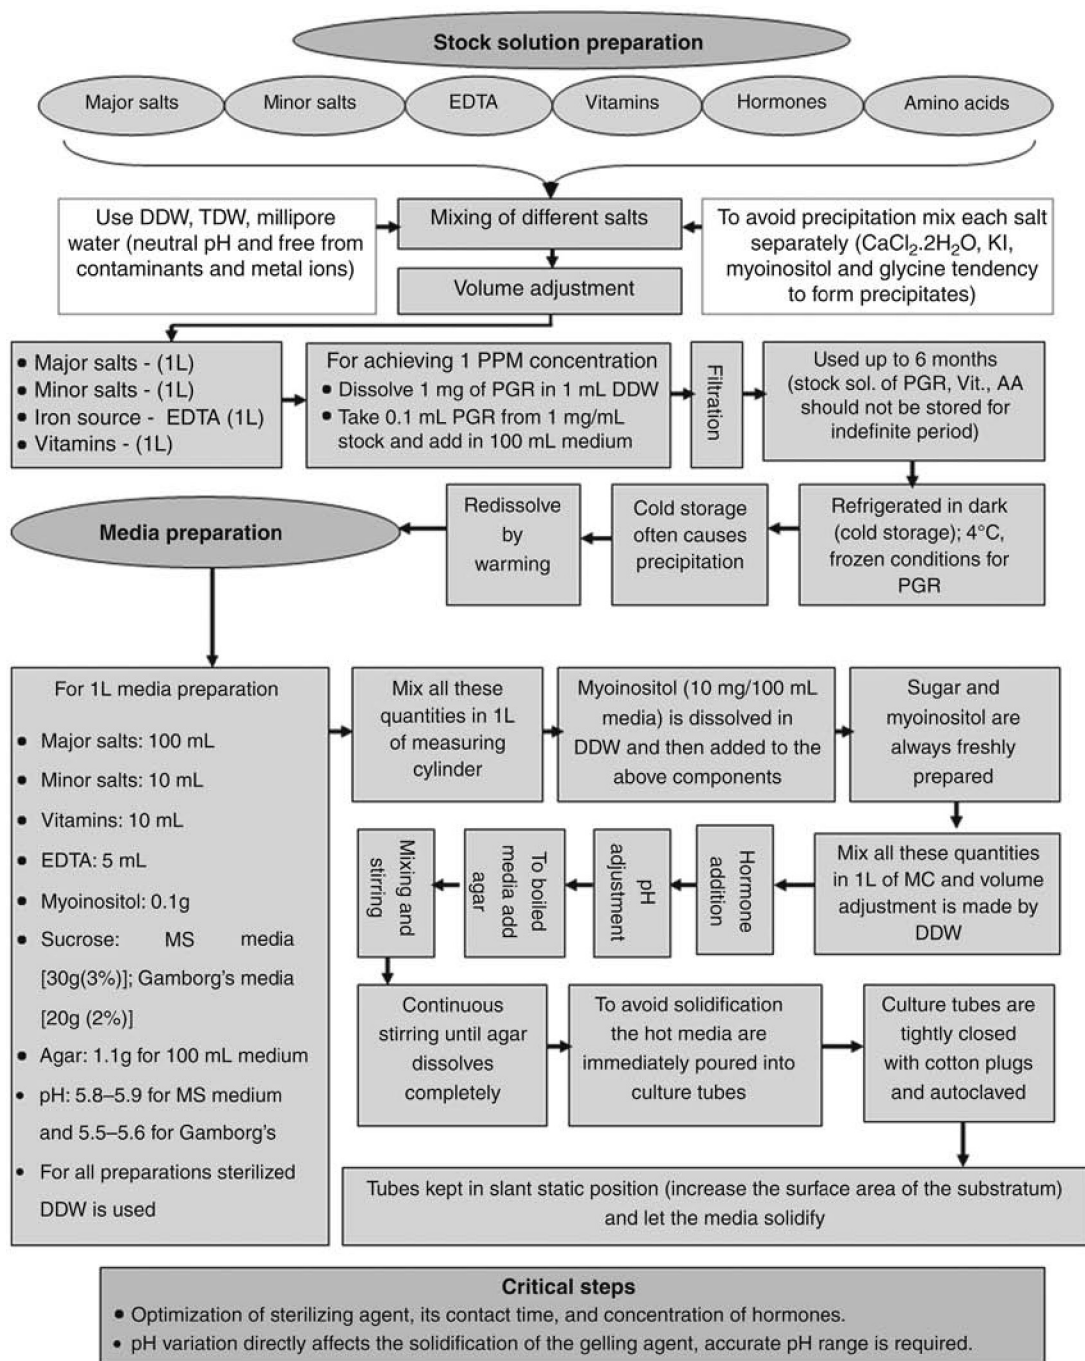 Stock solution preparation
Major salts
Minor salts
EDTA
Vitamins
Hormones
Amino acids
Use DDW, TDW, millipore
water (neutral pH and free from
contaminants and metal ions)
Mixing of different salts
To avoid precipitation mix each salt
separately (CaCl₂.2H₂O, KI,
myoinositol and glycine tendency
to form precipitates)
Volume adjustment
• Major salts - (1L)
• Minor salts - (1L)
• Iron source - EDTA (1L)
• Vitamins - (1L)
For achieving 1 PPM concentration
• Dissolve 1 mg of PGR in 1 mL DDW
• Take 0.1 mL PGR from 1 mg/mL
stock and add in 100 mL medium
Filtration
Used up to 6 months
(stock sol. of PGR, Vit., AA
should not be stored for
indefinite period)
Refrigerated in dark
(cold storage); 4°C,
frozen conditions for
PGR
Cold storage
often causes
precipitation
Redissolve
by
warming
Media preparation
For 1L media preparation
• Major salts: 100 mL
• Minor salts: 10 mL
• Vitamins: 10 mL
• EDTA: 5 mL
• Myoinositol: 0.1g
• Sucrose: MS media
[30g(3%)]; Gamborg's media
[20g (2%)]
• Agar: 1.1g for 100 mL medium
• pH: 5.8–5.9 for MS medium
and 5.5–5.6 for Gamborg's
• For all preparations sterilized
DDW is used
Mix all these
quantities in 1L
of measuring
cylinder
Myoinositol (10 mg/100 mL
media) is dissolved in
DDW and then added to the
above components
Sugar and
myoinositol are
always freshly
prepared
Mix all these quantities
in 1L of MC and volume
adjustment is made by
DDW
Hormone
addition
pH
adjustment
To boiled
media add
agar
Mixing and
stirring
Continuous
stirring until agar
dissolves
completely
To avoid solidification
the hot media are
immediately poured into
culture tubes
Culture tubes are
tightly closed
with cotton plugs
and autoclaved
Tubes kept in slant static position (increase the surface area of the substratum)
and let the media solidify
Critical steps
• Optimization of sterilizing agent, its contact time, and concentration of hormones.
• pH variation directly affects the solidification of the gelling agent, accurate pH range is required.